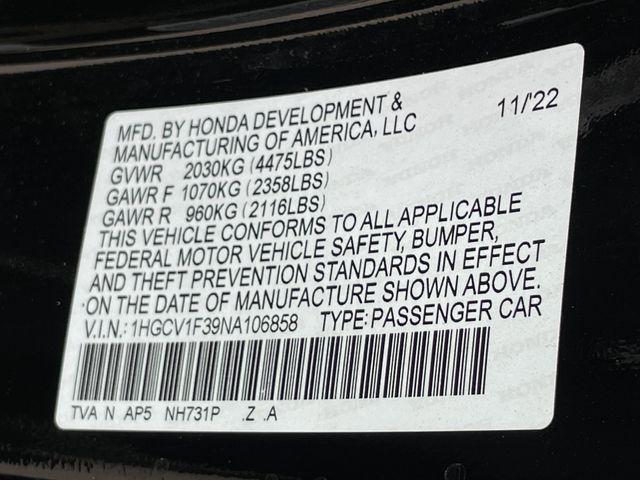 MFD. BY HONDA DEVELOPMENT & 11/'22
MANUFACTURING OF AMERICA, LLC
GVWR 2030KG (4475LBS)
GAWR F 1070KG (2358LBS)
GAWR R 960KG (2116LBS)
THIS VEHICLE CONFORMS TO ALL APPLICABLE
FEDERAL MOTOR VEHICLE SAFETY, BUMPER,
AND THEFT PREVENTION STANDARDS IN EFFECT
ON THE DATE OF MANUFACTURE SHOWN ABOVE.
V.I.N.: 1HGCV1F39NA106858 TYPE: PASSENGER CAR
TVA N AP5 NH731P .Z .A